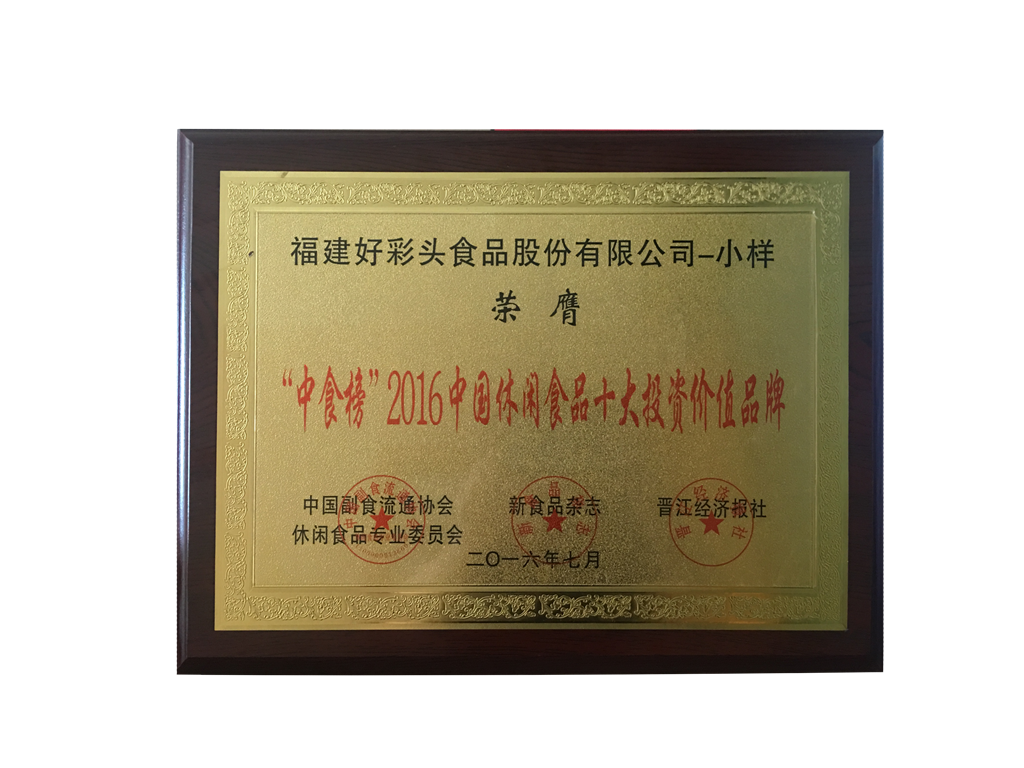 福建好彩头食品股份有限公司–小样
荣膺
“中食榜”2016中国休闲食品十大投资价值品牌
中国副食流通协会
休闲食品专业委员会
新食品杂志
晋江经济报社
二〇一六年七月